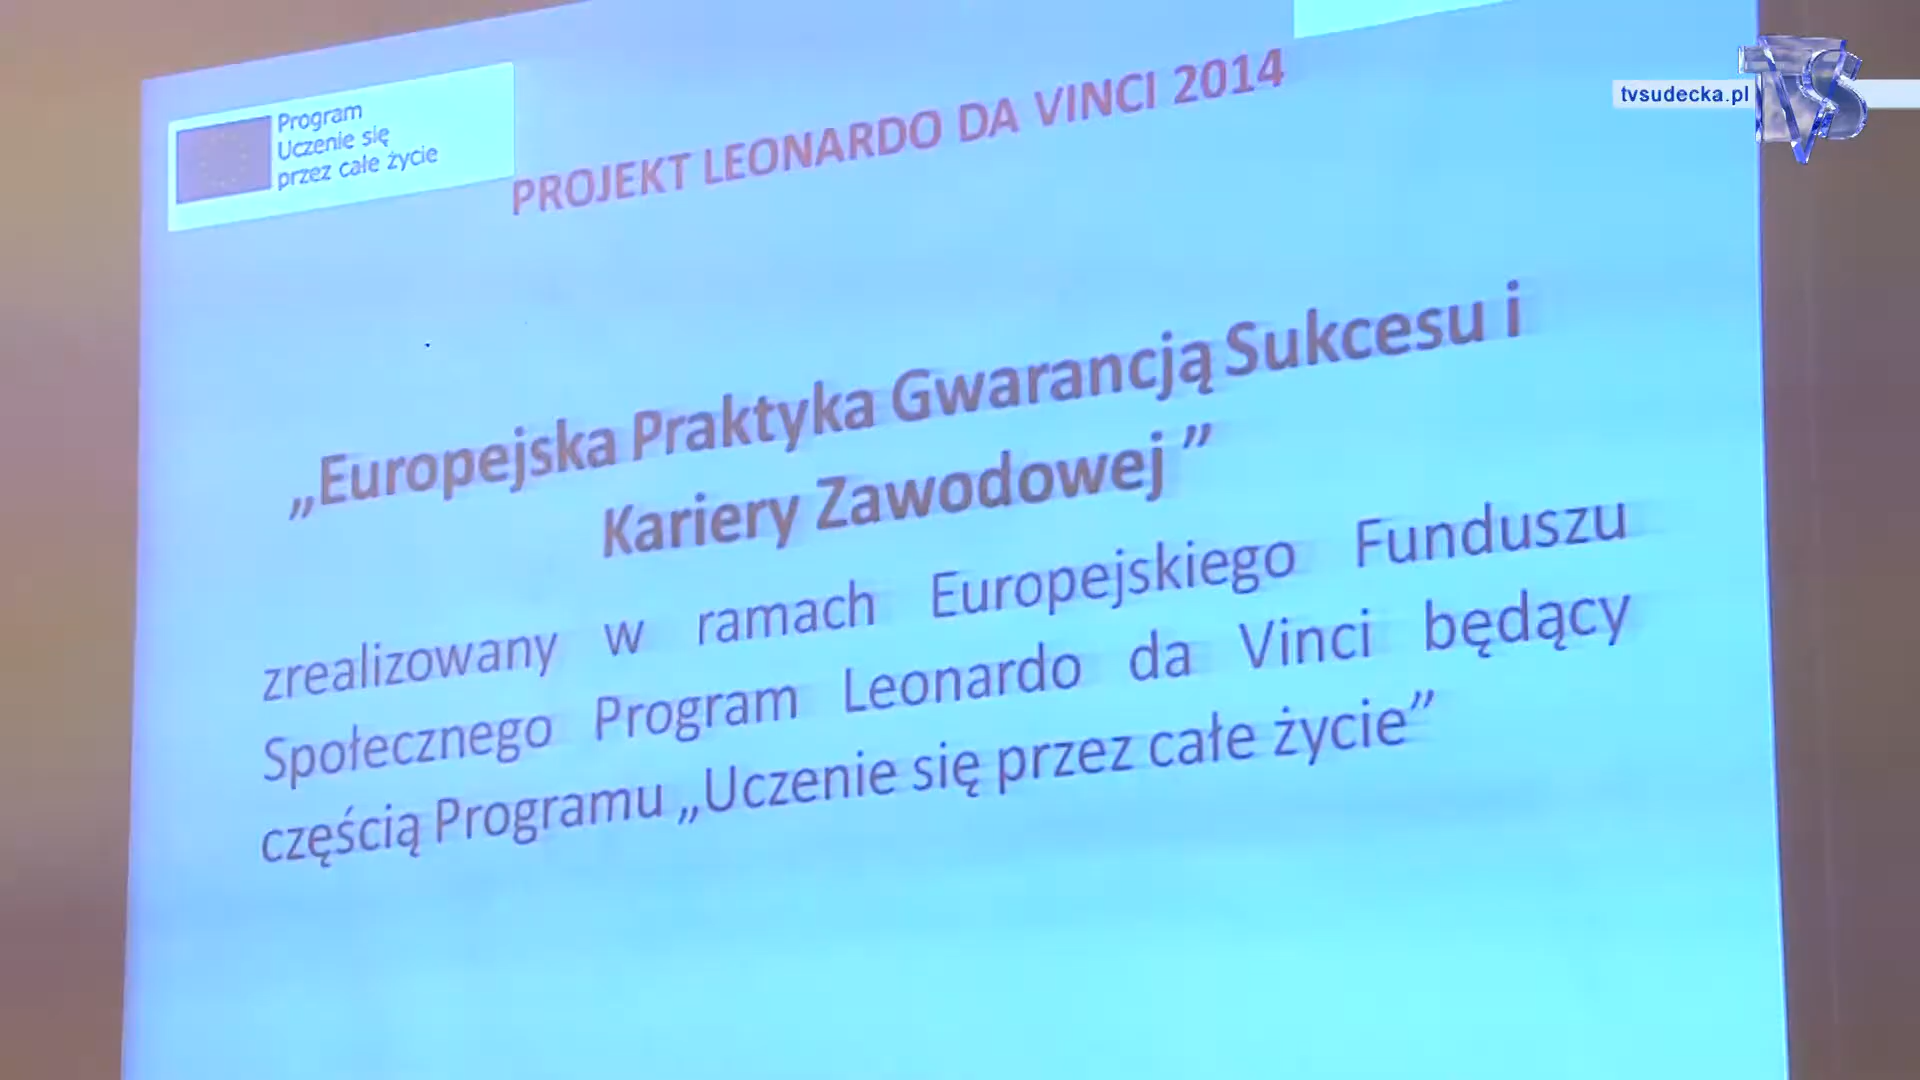 tvsudecka.pl
TVS
Program
Uczenie się
przez całe życie
PROJEKT LEONARDO DA VINCI 2014
„Europejska Praktyka Gwarancją Sukcesu i
Kariery Zawodowej ”
zrealizowany w ramach Europejskiego Funduszu
Społecznego Program Leonardo da Vinci będący
częścią Programu „Uczenie się przez całe życie”